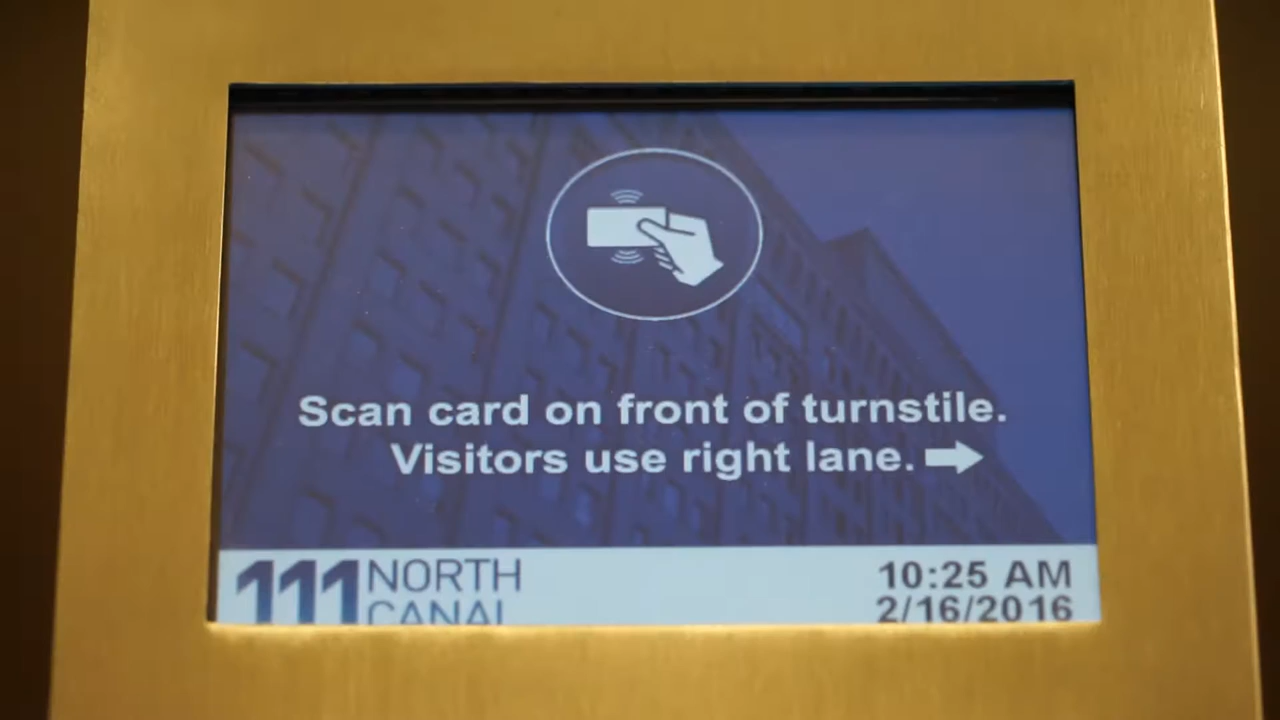 Scan card on front of turnstile.
Visitors use right lane.
111 NORTH
CANAL
10:25 AM
2/16/2016